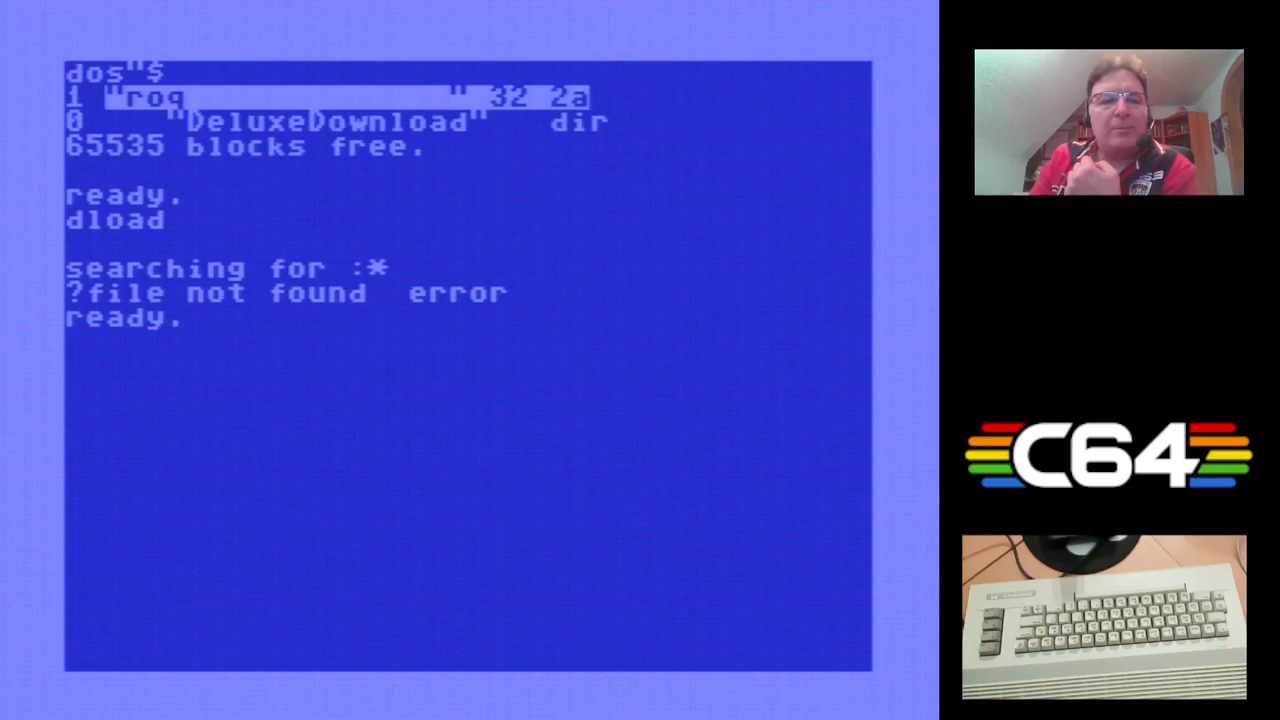 dos"$
1 "roq " 32 2a
0 "DeluxeDownload" dir
65535 blocks free.
ready.
dload
searching for :*
?file not found error
ready.
C64